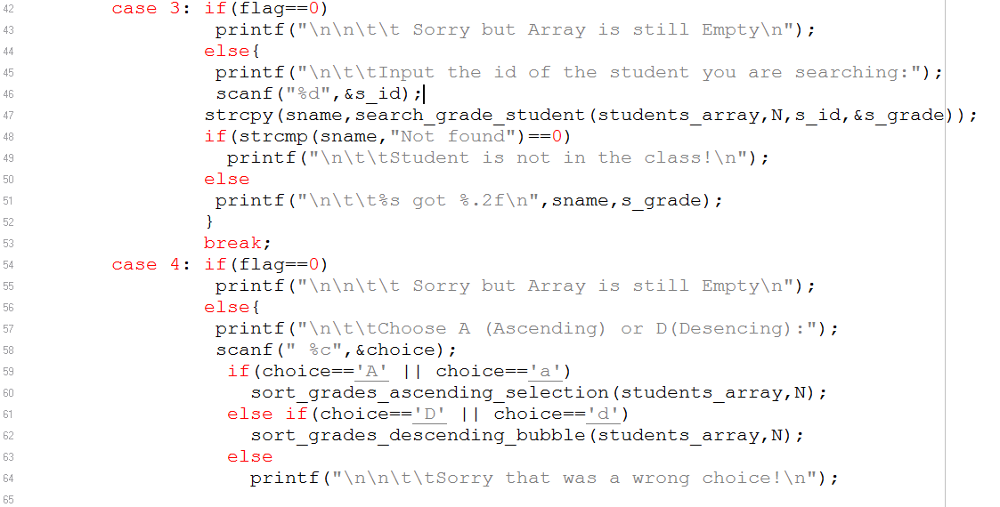 42 case 3: if(flag==0)
43 printf("\n\n\t\t Sorry but Array is still Empty\n");
44 else{
45 printf("\n\t\tInput the id of the student you are searching:");
46 scanf("%d",&s_id);
47 strcpy(sname,search_grade_student(students_array,N,s_id,&s_grade));
48 if(strcmp(sname,"Not found")==0)
49 printf("\n\t\tStudent is not in the class!\n");
50 else
51 printf("\n\t\t%s got %.2f\n",sname,s_grade);
52 }
53 break;
54 case 4: if(flag==0)
55 printf("\n\n\t\t Sorry but Array is still Empty\n");
56 else{
57 printf("\n\t\tChoose A (Ascending) or D(Desencing):");
58 scanf(" %c",&choice);
59 if(choice=='A' || choice=='a')
60 sort_grades_ascending_selection(students_array,N);
61 else if(choice=='D' || choice=='d')
62 sort_grades_descending_bubble(students_array,N);
63 else
64 printf("\n\n\t\tSorry that was a wrong choice!\n");
65